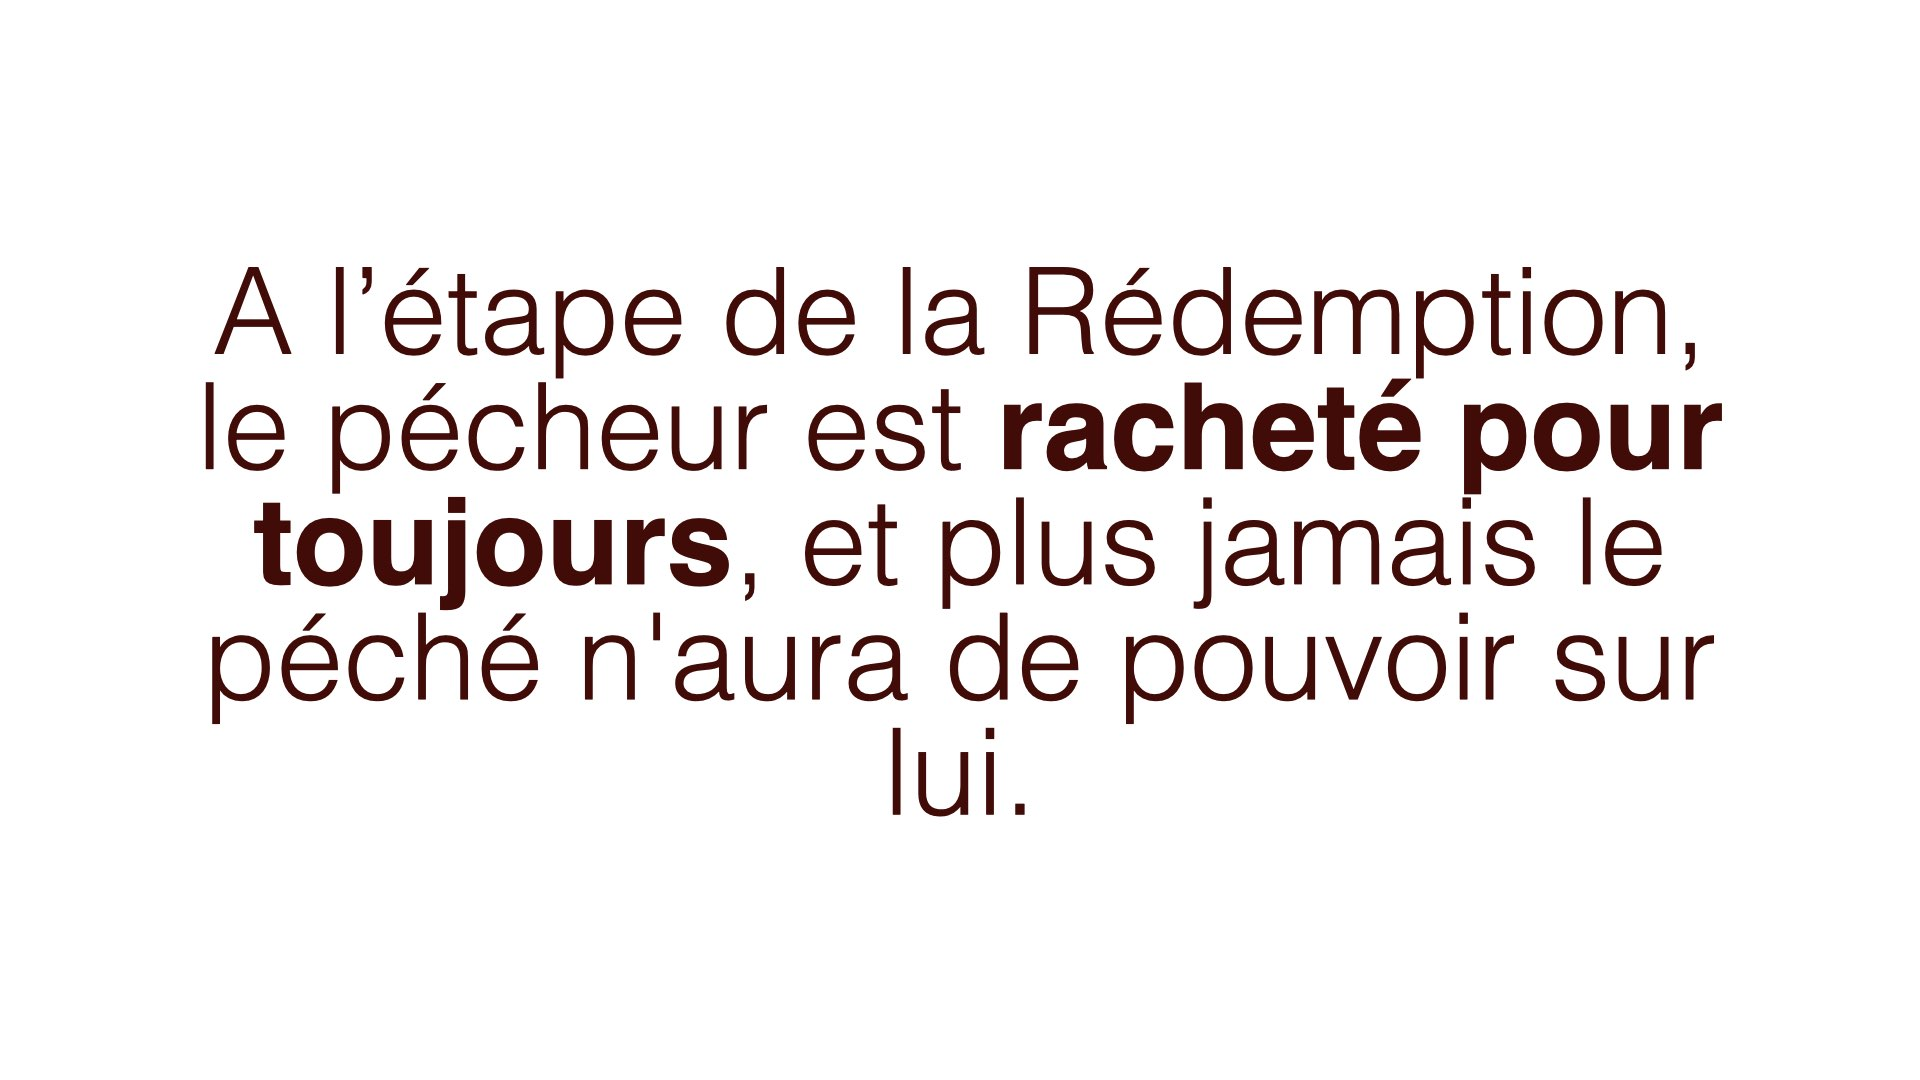 A l’étape de la Rédemption,
le pécheur est racheté pour
toujours, et plus jamais le
péché n'aura de pouvoir sur
lui.